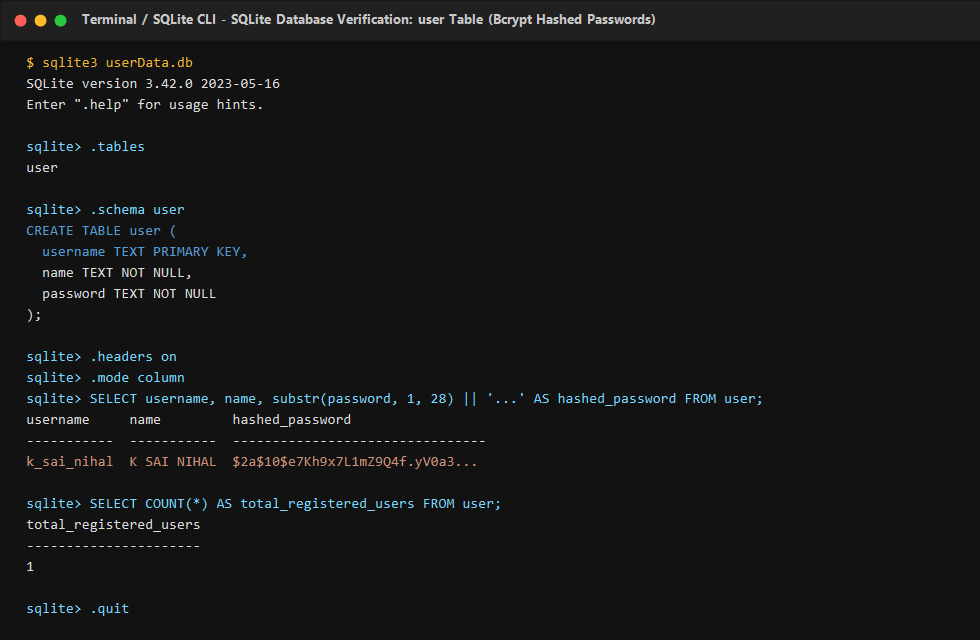 Terminal / SQLite CLI - SQLite Database Verification: user Table (Bcrypt Hashed Passwords)
$ sqlite3 userData.db
SQLite version 3.42.0 2023-05-16
Enter ".help" for usage hints.
sqlite> .tables
user
sqlite> .schema user
CREATE TABLE user (
  username TEXT PRIMARY KEY,
  name TEXT NOT NULL,
  password TEXT NOT NULL
);
sqlite> .headers on
sqlite> .mode column
sqlite> SELECT username, name, substr(password, 1, 28) || '...' AS hashed_password FROM user;
username     name         hashed_password
-----------  -----------  --------------------------------
k_sai_nihal  K SAI NIHAL  $2a$10$e7Kh9x7L1mZ9Q4f.yV0a3...
sqlite> SELECT COUNT(*) AS total_registered_users FROM user;
total_registered_users
----------------------
1
sqlite> .quit